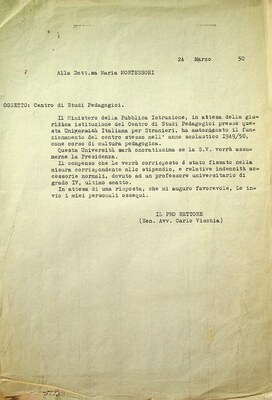 24 Marzo 50
Alla Dott.sa Maria MONTESSORI
OGGETTO: Centro di Studi Pedagogici.
Il Ministero della Pubblica Istruzione, in attesa della giu-
ridica istituzione del Centro di Studi Pedagogici presso que-
sta Università Italiana per Stranieri, ha autorizzato il fun-
zionamento del centro stesso nell'anno scolastico 1949/50,
come corso di cultura pedagogica.
Questa Università sarà onoratissima se la S.V. vorrà assu-
merne la Presidenza.
Il compenso che Le verrà corrisposto è stato fissato nella
misura corrispondente allo stipendio, e relative indennità ac-
cessorie normali, dovuto ad un professore universitario di
grado IV, ultimo scatto.
In attesa di una risposta, che mi auguro favorevole, Le in-
vio i miei personali ossequi.
IL PRO RETTORE
(Sen. Avv. Carlo Vischia)